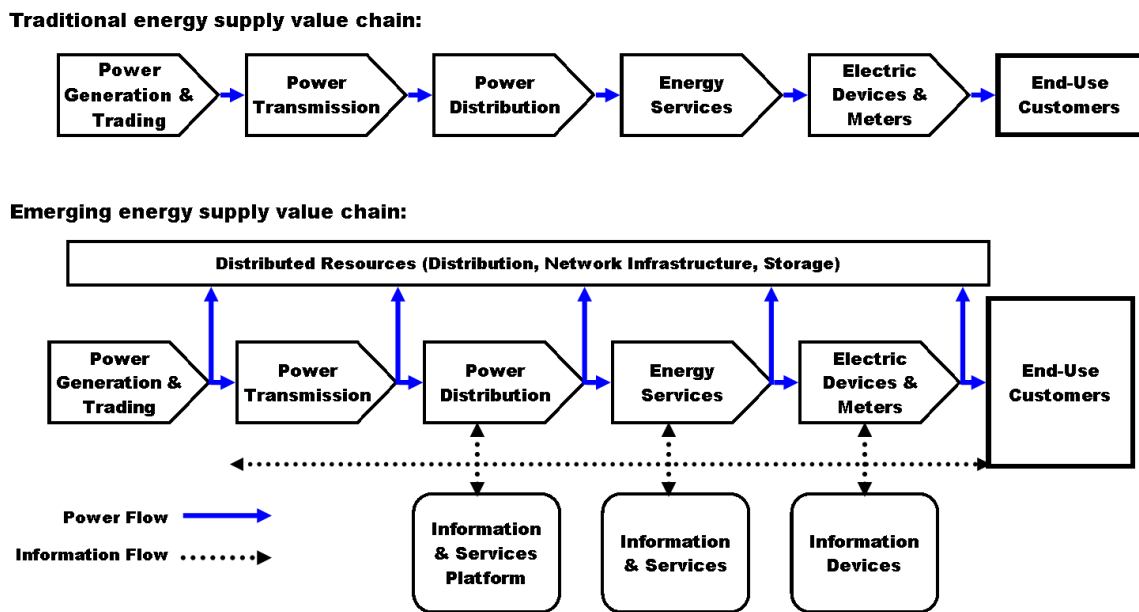 Traditional energy supply value chain:
Power
Generation &
Trading
Power
Transmission
Power
Distribution
Energy
Services
Electric
Devices &
Meters
End-Use
Customers
Emerging energy supply value chain:
Distributed Resources (Distribution, Network Infrastructure, Storage)
Power
Generation &
Trading
Power
Transmission
Power
Distribution
Energy
Services
Electric
Devices &
Meters
End-Use
Customers
Power Flow
Information Flow
Information
& Services
Platform
Information
& Services
Information
Devices